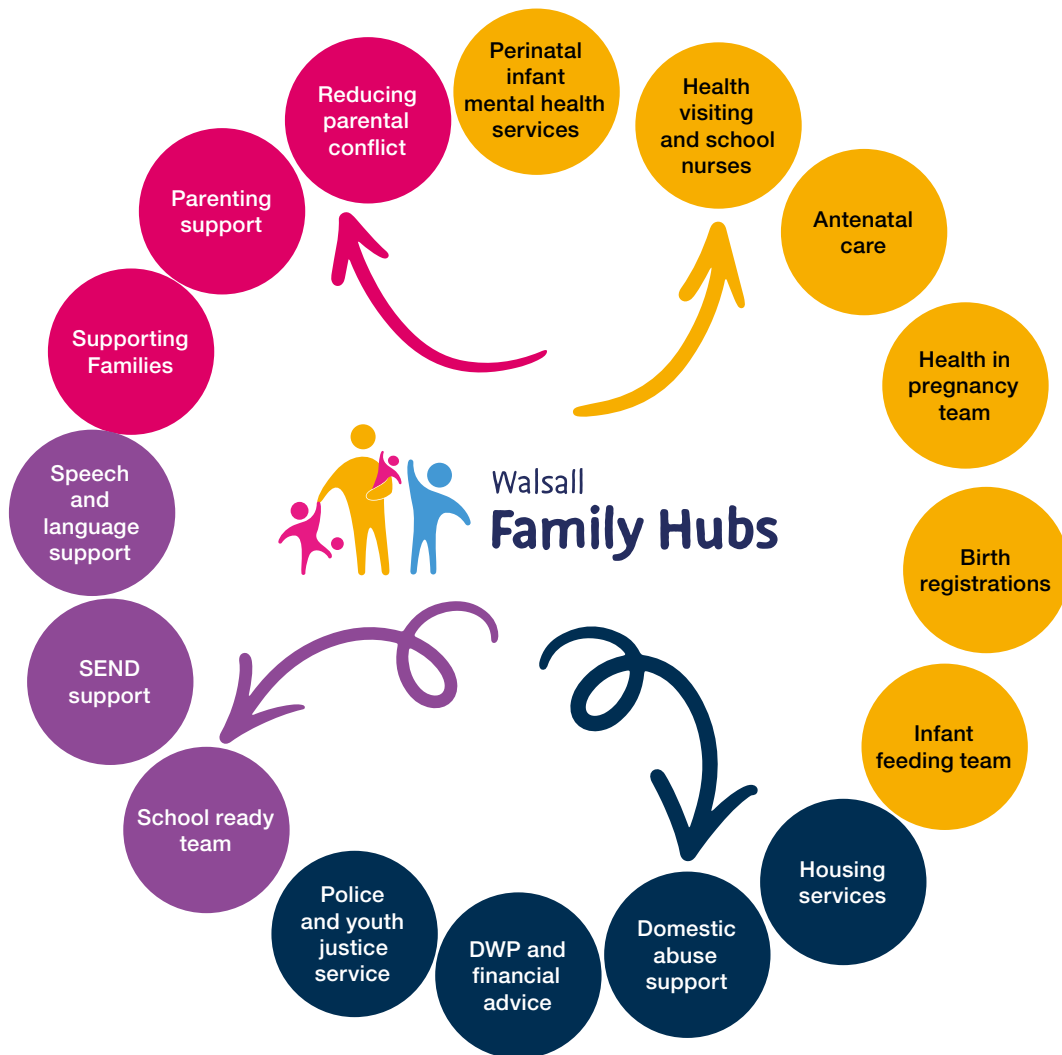 Perinatal
infant
mental health
services
Health
visiting
and school
nurses
Antenatal
care
Health in
pregnancy
team
Birth
registrations
Infant
feeding team
Housing
services
Domestic
abuse
support
DWP and
financial
advice
Police
and youth
justice
service
School ready
team
SEND
support
Speech
and
language
support
Supporting
Families
Parenting
support
Reducing
parental
conflict
Walsall
Family Hubs